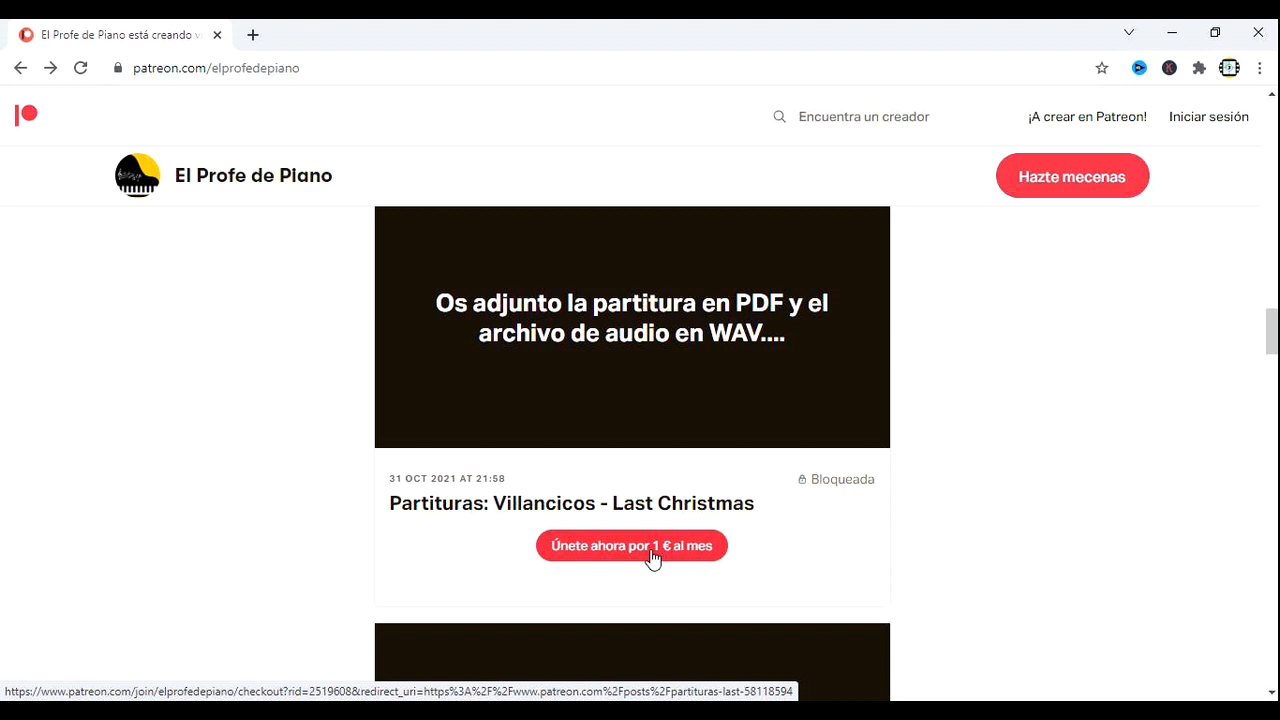 El Profe de Piano está creando v
patreon.com/elprofedepiano
Encuentra un creador
¡A crear en Patreon!
Iniciar sesión
El Profe de Piano
Hazte mecenas
Os adjunto la partitura en PDF y el
archivo de audio en WAV....
31 OCT 2021 AT 21:58
Bloqueada
Partituras: Villancicos - Last Christmas
Únete ahora por 1 € al mes
https://www.patreon.com/join/elprofedepiano/checkout?rid=2519608&redirect_uri=https%3A%2F%2Fwww.patreon.com%2Fposts%2Fpartituras-last-58118594